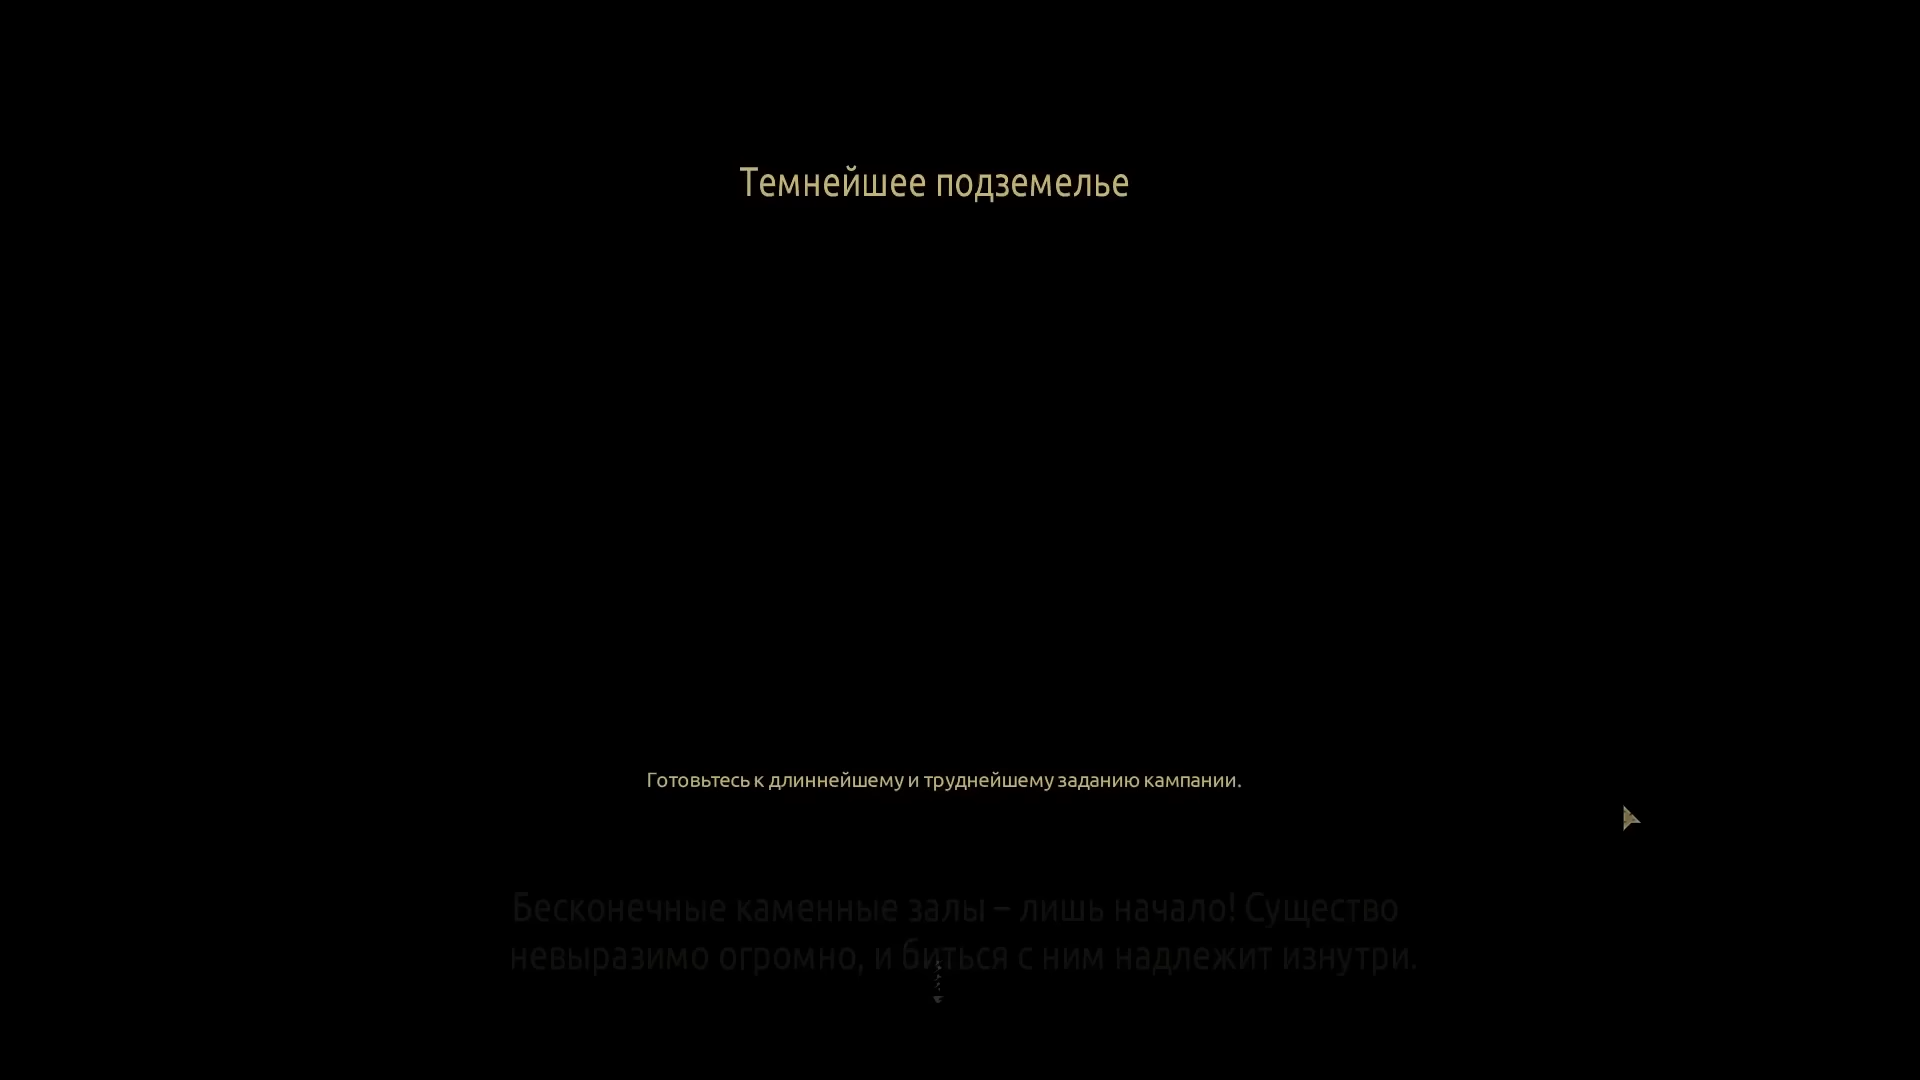 Темнейшее подземелье
Готовьтесь к длиннейшему и труднейшему заданию кампании.
Бесконечные каменные залы – лишь начало! Существо
невыразимо огромно, и биться с ним надлежит изнутри.